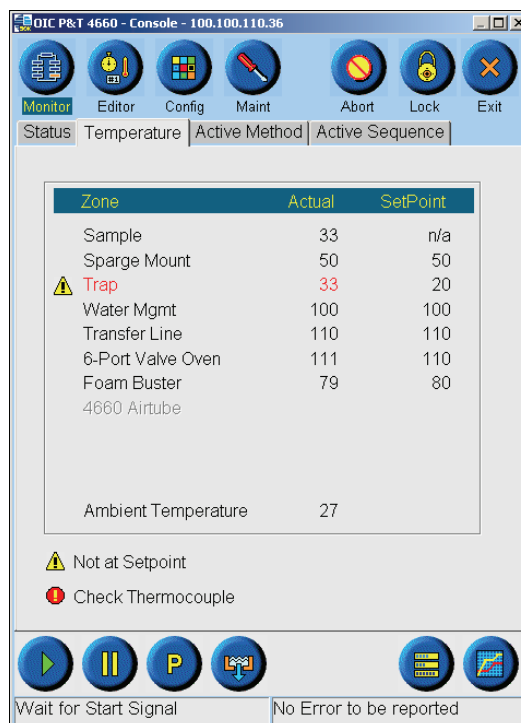 OIC P&T 4660 - Console - 100.100.110.36
Monitor Editor Config Maint Abort Lock Exit
Status Temperature Active Method Active Sequence
Zone Actual SetPoint
Sample 33 n/a
Sparge Mount 50 50
Trap 33 20
Water Mgmt 100 100
Transfer Line 110 110
6-Port Valve Oven 111 110
Foam Buster 79 80
4660 Airtube
Ambient Temperature 27
Not at Setpoint
Check Thermocouple
P
Wait for Start Signal No Error to be reported